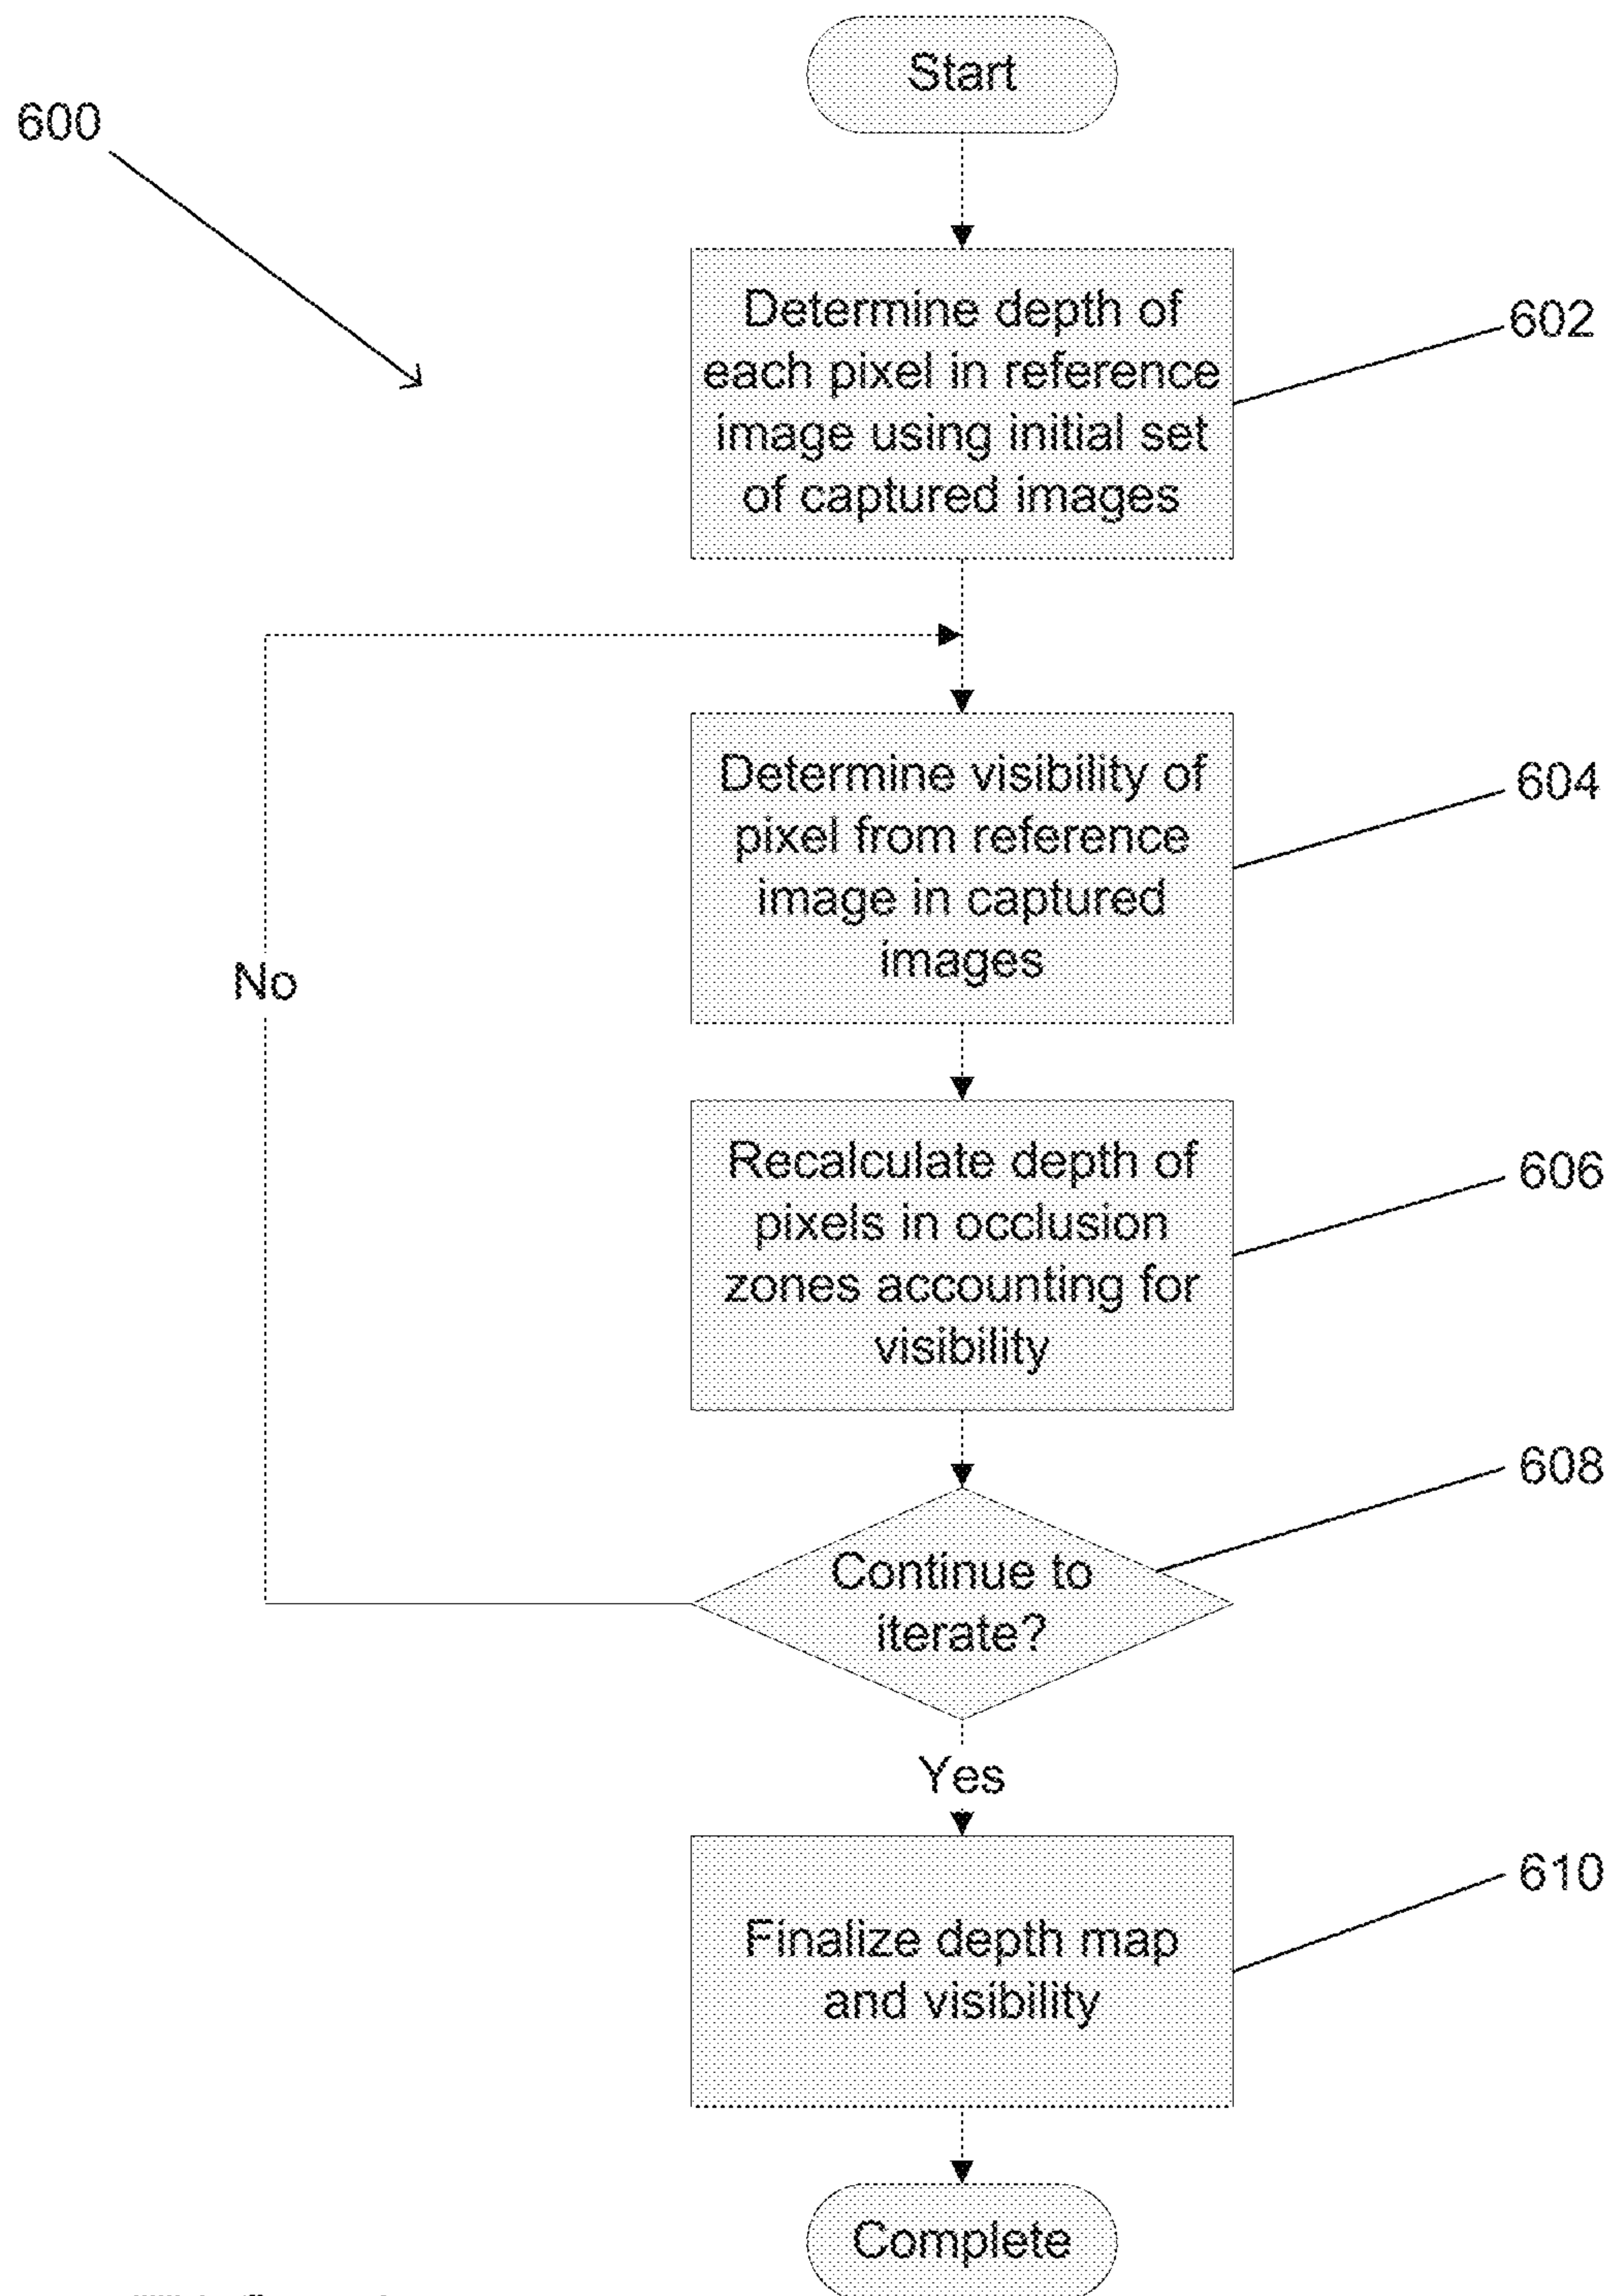 Start
600
Determine depth of
each pixel in reference
image using initial set
of captured images
602
Determine visibility of
pixel from reference
image in captured
images
604
No
Recalculate depth of
pixels in occlusion
zones accounting for
visibility
606
608
Continue to
iterate?
Yes
610
Finalize depth map
and visibility
Complete